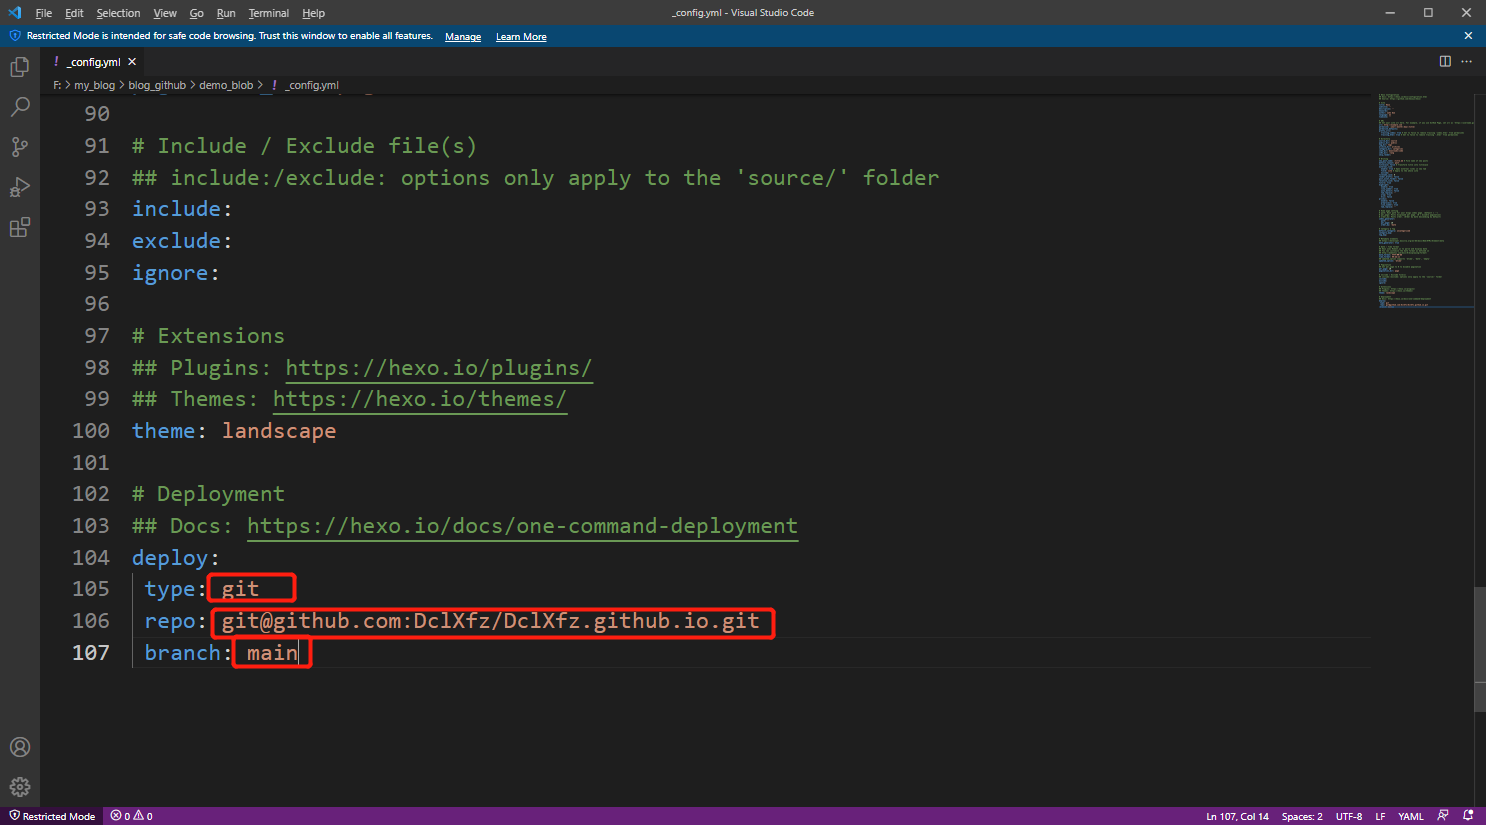 File Edit Selection View Go Run Terminal Help
_config.yml - Visual Studio Code
Restricted Mode is intended for safe code browsing. Trust this window to enable all features. Manage Learn More
! _config.yml
F: > my_blog > blog_github > demo_blob > ! _config.yml
90
91 # Include / Exclude file(s)
92 ## include:/exclude: options only apply to the 'source/' folder
93 include:
94 exclude:
95 ignore:
96
97 # Extensions
98 ## Plugins: https://hexo.io/plugins/
99 ## Themes: https://hexo.io/themes/
100 theme: landscape
101
102 # Deployment
103 ## Docs: https://hexo.io/docs/one-command-deployment
104 deploy:
105 type: git
106 repo: git@github.com:DclXfz/DclXfz.github.io.git
107 branch: main
Restricted Mode 0 0 Ln 107, Col 14 Spaces: 2 UTF-8 LF YAML